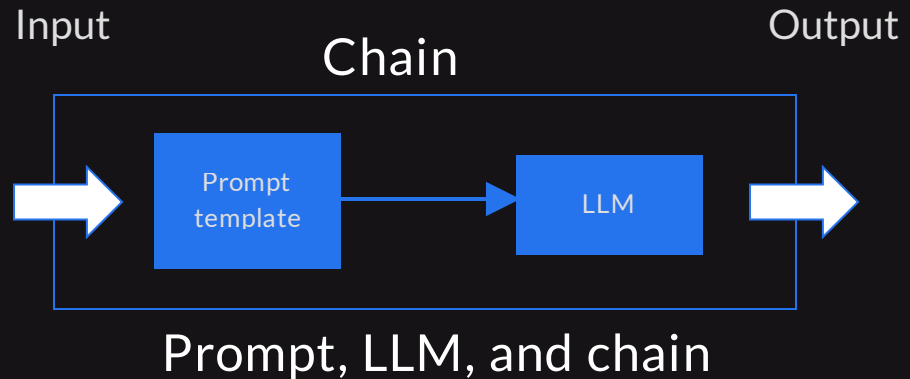 Input
Output
Chain
Prompt
template
LLM
Prompt, LLM, and chain